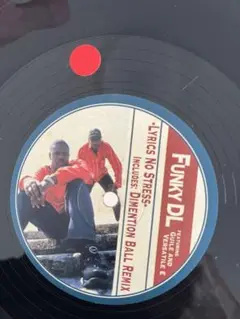 FUNKY DL
FEATURING
GUILE AND
VERSATILE E
"LYRICS NO STRESS"
INCLUDES: DIMENTION BALL REMIX